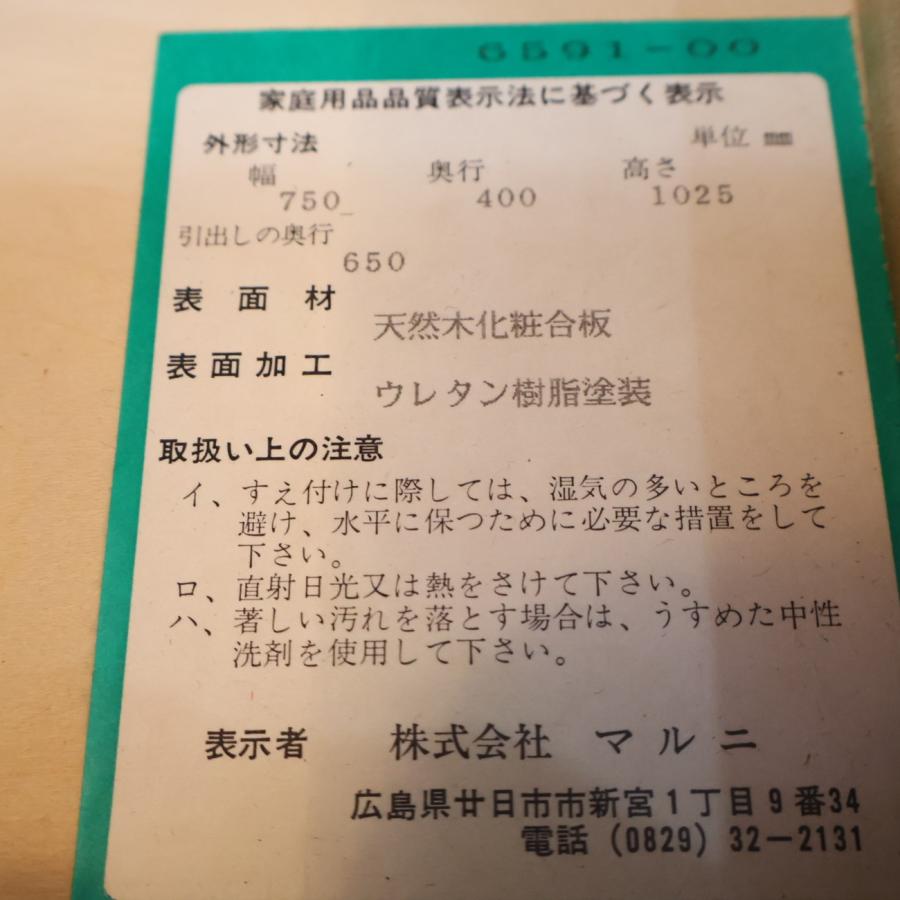 6591-00
家庭用品品質表示法に基づく表示
外形寸法 単位 mm
幅 奥行 高さ
750 400 1025
引出しの奥行
650
表面材
天然木化粧合板
表面加工
ウレタン樹脂塗装
取扱い上の注意
イ、すえ付けに際しては、湿気の多いところを
避け、水平に保つために必要な措置をして
下さい。
ロ、直射日光又は熱をさけて下さい。
ハ、著しい汚れを落とす場合は、うすめた中性
洗剤を使用して下さい。
表示者 株式会社 マルニ
広島県廿日市市新宮1丁目9番34
電話 (0829) 32-2131